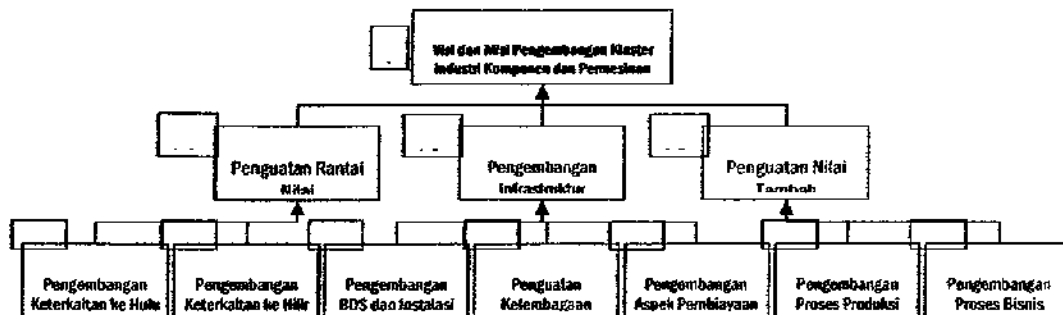 Visi dan Misi Pengembangan Klaster
Industri Komponen dan Permesinan
Penguatan Rantai
Nilai
Pengembangan
Infrastruktur
Penguatan Nilai
Tambah
Pengembangan
Keterkaitan ke Hulu
Pengembangan
Keterkaitan ke Hilir
Pengembangan
BDS dan Instalasi
Penguatan
Kelembagaan
Pengembangan
Aspek Pembiayaan
Pengembangan
Proses Produksi
Pengembangan
Proses Bisnis